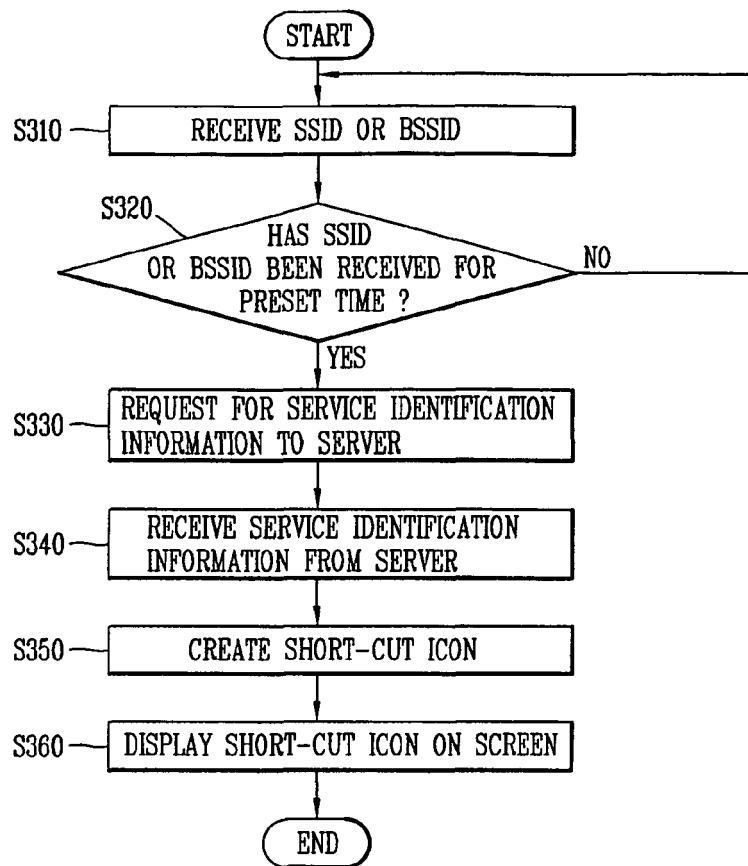 START
S310
RECEIVE SSID OR BSSID
S320
HAS SSID
OR BSSID BEEN RECEIVED FOR
PRESET TIME ?
NO
YES
S330
REQUEST FOR SERVICE IDENTIFICATION
INFORMATION TO SERVER
S340
RECEIVE SERVICE IDENTIFICATION
INFORMATION FROM SERVER
S350
CREATE SHORT-CUT ICON
S360
DISPLAY SHORT-CUT ICON ON SCREEN
END